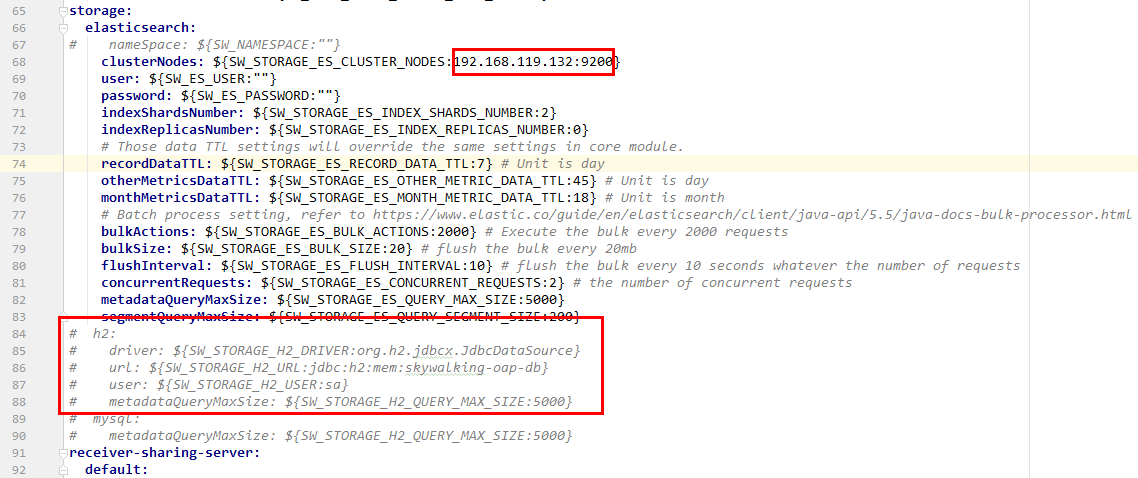 65 storage:
66 elasticsearch:
67 # nameSpace: ${SW_NAMESPACE:""}
68 clusterNodes: ${SW_STORAGE_ES_CLUSTER_NODES:192.168.119.132:9200}
69 user: ${SW_ES_USER:""}
70 password: ${SW_ES_PASSWORD:""}
71 indexShardsNumber: ${SW_STORAGE_ES_INDEX_SHARDS_NUMBER:2}
72 indexReplicasNumber: ${SW_STORAGE_ES_INDEX_REPLICAS_NUMBER:0}
73 # Those data TTL settings will override the same settings in core module.
74 recordDataTTL: ${SW_STORAGE_ES_RECORD_DATA_TTL:7} # Unit is day
75 otherMetricsDataTTL: ${SW_STORAGE_ES_OTHER_METRIC_DATA_TTL:45} # Unit is day
76 monthMetricsDataTTL: ${SW_STORAGE_ES_MONTH_METRIC_DATA_TTL:18} # Unit is month
77 # Batch process setting, refer to https://www.elastic.co/guide/en/elasticsearch/client/java-api/5.5/java-docs-bulk-processor.html
78 bulkActions: ${SW_STORAGE_ES_BULK_ACTIONS:2000} # Execute the bulk every 2000 requests
79 bulkSize: ${SW_STORAGE_ES_BULK_SIZE:20} # flush the bulk every 20mb
80 flushInterval: ${SW_STORAGE_ES_FLUSH_INTERVAL:10} # flush the bulk every 10 seconds whatever the number of requests
81 concurrentRequests: ${SW_STORAGE_ES_CONCURRENT_REQUESTS:2} # the number of concurrent requests
82 metadataQueryMaxSize: ${SW_STORAGE_ES_QUERY_MAX_SIZE:5000}
83 segmentQueryMaxSize: ${SW_STORAGE_ES_QUERY_SEGMENT_SIZE:200}
84 # h2:
85 # driver: ${SW_STORAGE_H2_DRIVER:org.h2.jdbcx.JdbcDataSource}
86 # url: ${SW_STORAGE_H2_URL:jdbc:h2:mem:skywalking-oap-db}
87 # user: ${SW_STORAGE_H2_USER:sa}
88 # metadataQueryMaxSize: ${SW_STORAGE_H2_QUERY_MAX_SIZE:5000}
89 # mysql:
90 # metadataQueryMaxSize: ${SW_STORAGE_H2_QUERY_MAX_SIZE:5000}
91 receiver-sharing-server:
92 default: